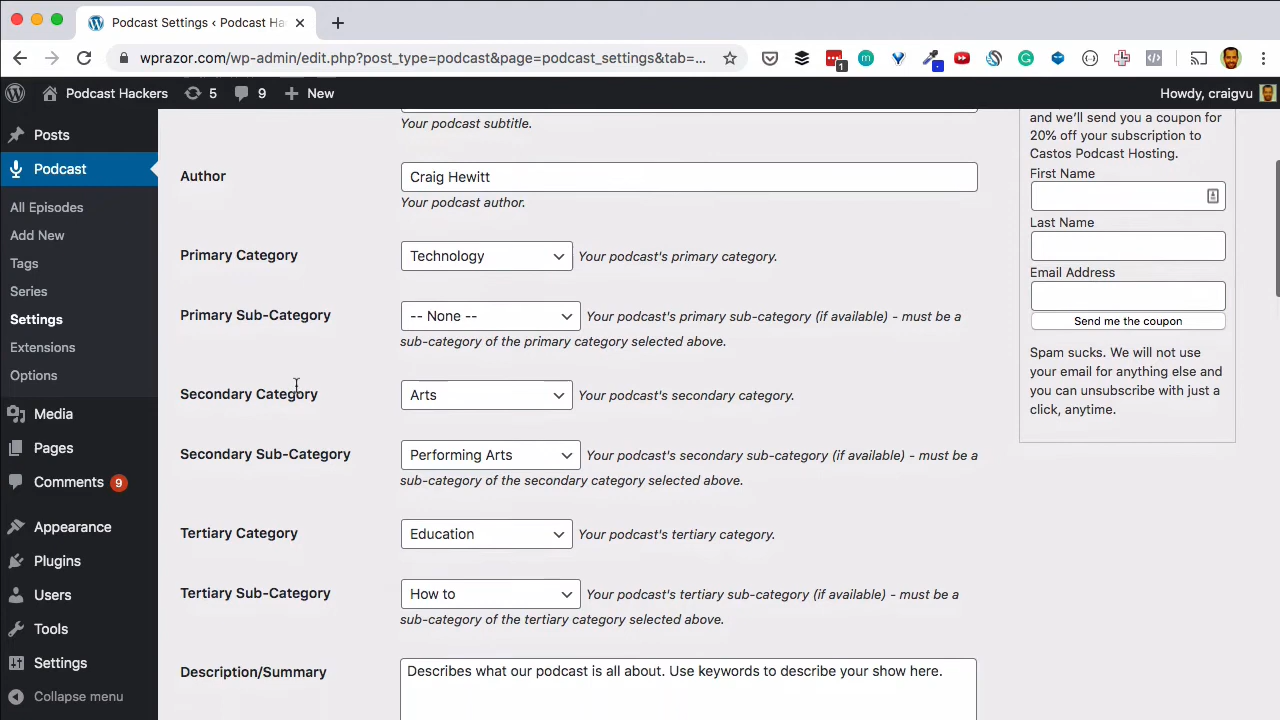 Podcast Settings ‹ Podcast Ha
wprazor.com/wp-admin/edit.php?post_type=podcast&page=podcast_settings&tab=...
1
Podcast Hackers
5
9
New
Howdy, craigvu
Posts
Podcast
All Episodes
Add New
Tags
Series
Settings
Extensions
Options
Media
Pages
Comments 9
Appearance
Plugins
Users
Tools
Settings
Collapse menu
Your podcast subtitle.
Author
Craig Hewitt
Your podcast author.
Primary Category
Technology
Your podcast's primary category.
Primary Sub-Category
-- None --
Your podcast's primary sub-category (if available) - must be a
sub-category of the primary category selected above.
Secondary Category
Arts
Your podcast's secondary category.
Secondary Sub-Category
Performing Arts
Your podcast's secondary sub-category (if available) - must be a
sub-category of the secondary category selected above.
Tertiary Category
Education
Your podcast's tertiary category.
Tertiary Sub-Category
How to
Your podcast's tertiary sub-category (if available) - must be a
sub-category of the tertiary category selected above.
Description/Summary
Describes what our podcast is all about. Use keywords to describe your show here.
and we'll send you a coupon for
20% off your subscription to
Castos Podcast Hosting.
First Name
Last Name
Email Address
Send me the coupon
Spam sucks. We will not use
your email for anything else and
you can unsubscribe with just a
click, anytime.